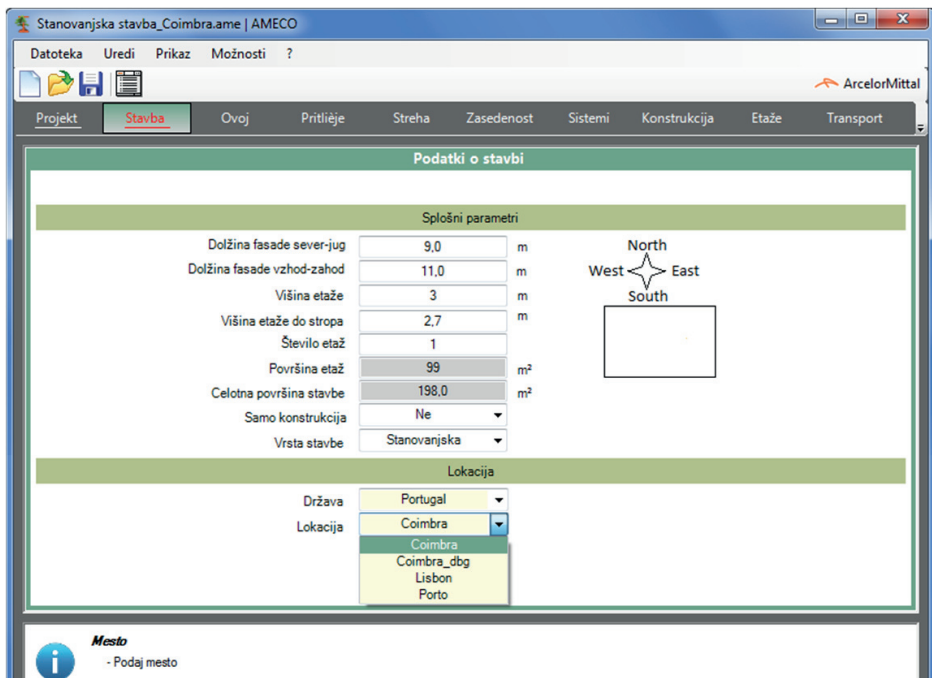 Stanovanjska stavba_Coimbra.ame | AMECO
Datoteka Uredi Prikaz Možnosti ?
ArcelorMittal
Projekt Stavba Ovoj Pritlièje Streha Zasedenost Sistemi Konstrukcija Etaže Transport
Podatki o stavbi
Splošni parametri
Dolžina fasade sever-jug 9,0 m
Dolžina fasade vzhod-zahod 11,0 m
Višina etaže 3 m
Višina etaže do stropa 2,7 m
Število etaž 1
Površina etaž 99 m²
Celotna površina stavbe 198,0 m²
Samo konstrukcija Ne
Vrsta stavbe Stanovanjska
North
West East
South
Lokacija
Država Portugal
Lokacija Coimbra
Coimbra
Coimbra_dbg
Lisbon
Porto
Mesto
- Podaj mesto